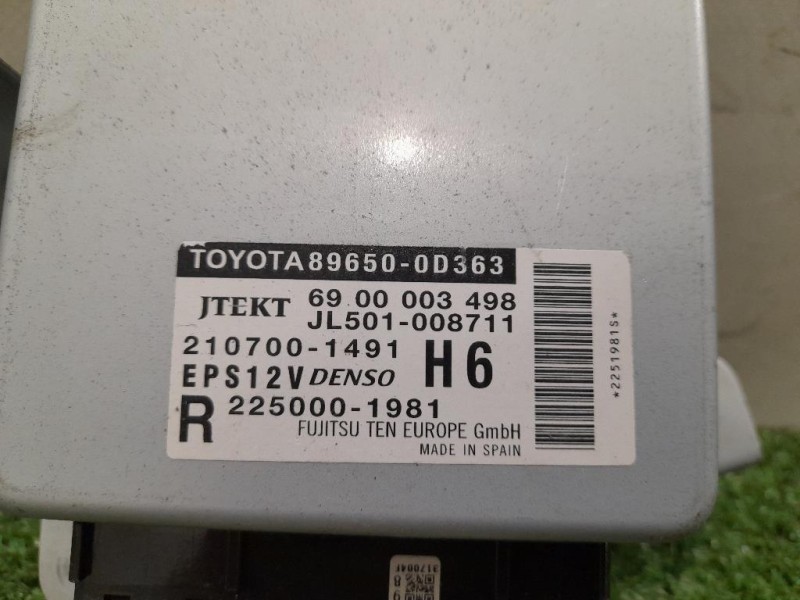 TOYOTA 89650-0D363
JTEKT 69 00 003 498
JL501-008711
210700-1491 H6
EPS12V DENSO
R 225000-1981
FUJITSU TEN EUROPE GmbH
MADE IN SPAIN
*2251981S*
317004Y